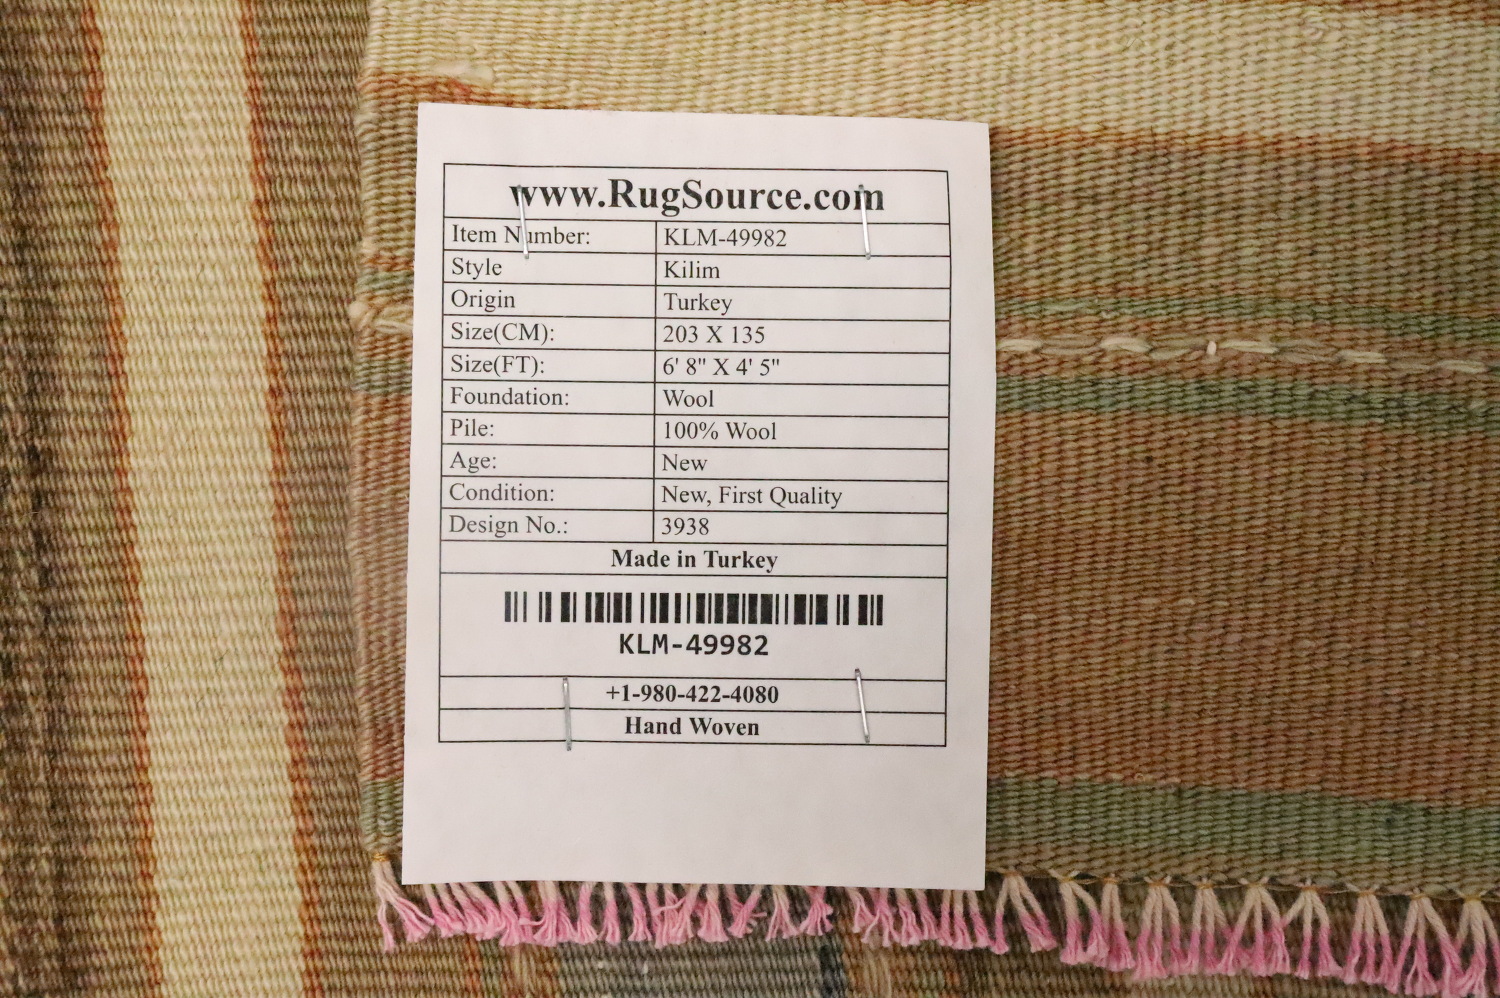 www.RugSource.com
Item Number: KLM-49982
Style Kilim
Origin Turkey
Size(CM): 203 X 135
Size(FT): 6' 8" X 4' 5"
Foundation: Wool
Pile: 100% Wool
Age: New
Condition: New, First Quality
Design No.: 3938
Made in Turkey
KLM-49982
+1-980-422-4080
Hand Woven